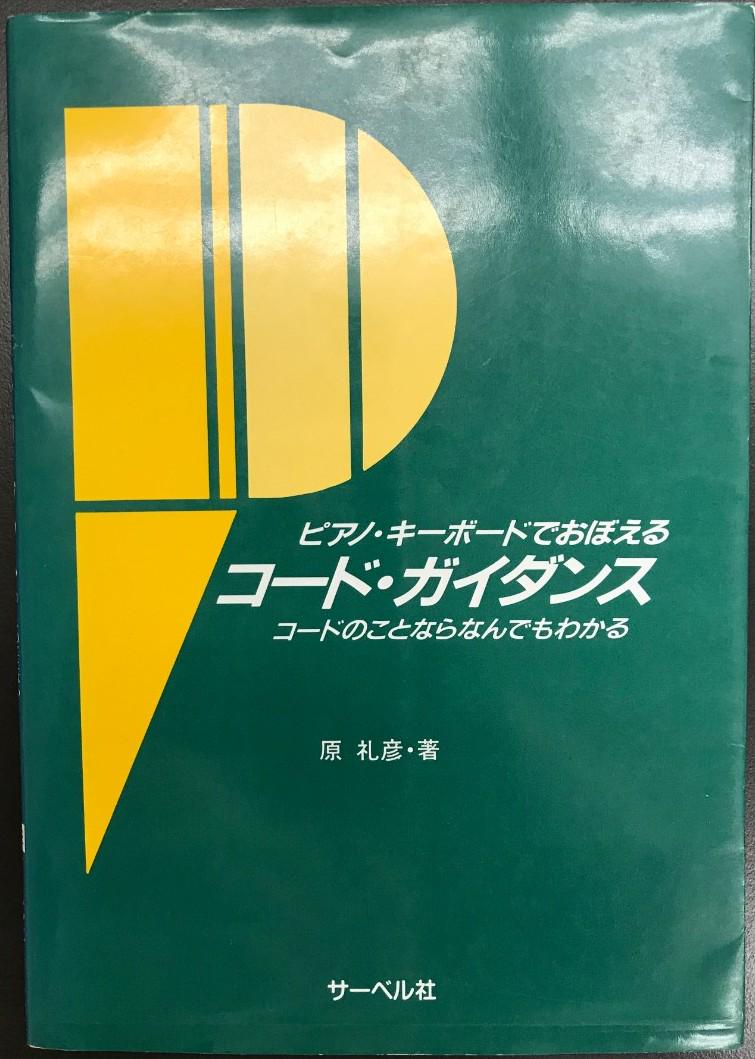 ピアノ・キーボードでおぼえる
コード・ガイダンス
コードのことならなんでもわかる
原 礼彦・著
サーベル社